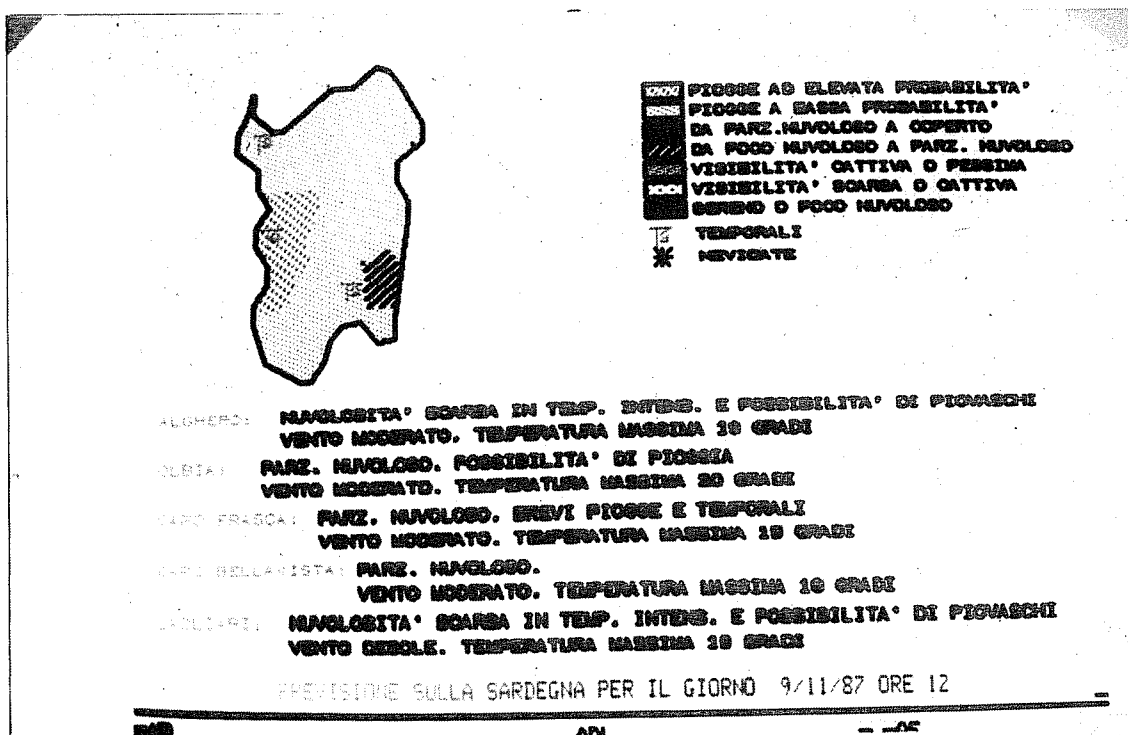 PIOGGE AD ELEVATA PROBABILITA'
PIOGGE A BASSA PROBABILITA'
DA PARZ.NUVOLOSO A COPERTO
DA POCO NUVOLOSO A PARZ. NUVOLOSO
VISIBILITA' CATTIVA O PESSIMA
VISIBILITA' SCARSA O CATTIVA
SERENO O POCO NUVOLOSO
TEMPORALI
NEVICATE
ALGHERO: NUVOLOSITA' SCARSA IN TEMP. INTENS. E POSSIBILITA' DI PIOVASCHI
VENTO MODERATO. TEMPERATURA MASSIMA GRADI
OLBIA: PARZ. NUVOLOSO. POSSIBILITA' DI PIOGGIA
VENTO MODERATO. TEMPERATURA MASSIMA 20 GRADI
CAPO FRASCA: PARZ. NUVOLOSO. BREVI PIOGGE E TEMPORALI
VENTO MODERATO. TEMPERATURA MASSIMA GRADI
CAPO BELLAVISTA: PARZ. NUVOLOSO.
VENTO MODERATO. TEMPERATURA MASSIMA GRADI
CAGLIARI: NUVOLOSITA' SCARSA IN TEMP. INTENS. E POSSIBILITA' DI PIOVASCHI
VENTO DEBOLE. TEMPERATURA MASSIMA GRADI
PREVISIONE SULLA SARDEGNA PER IL GIORNO 9/11/87 ORE 12